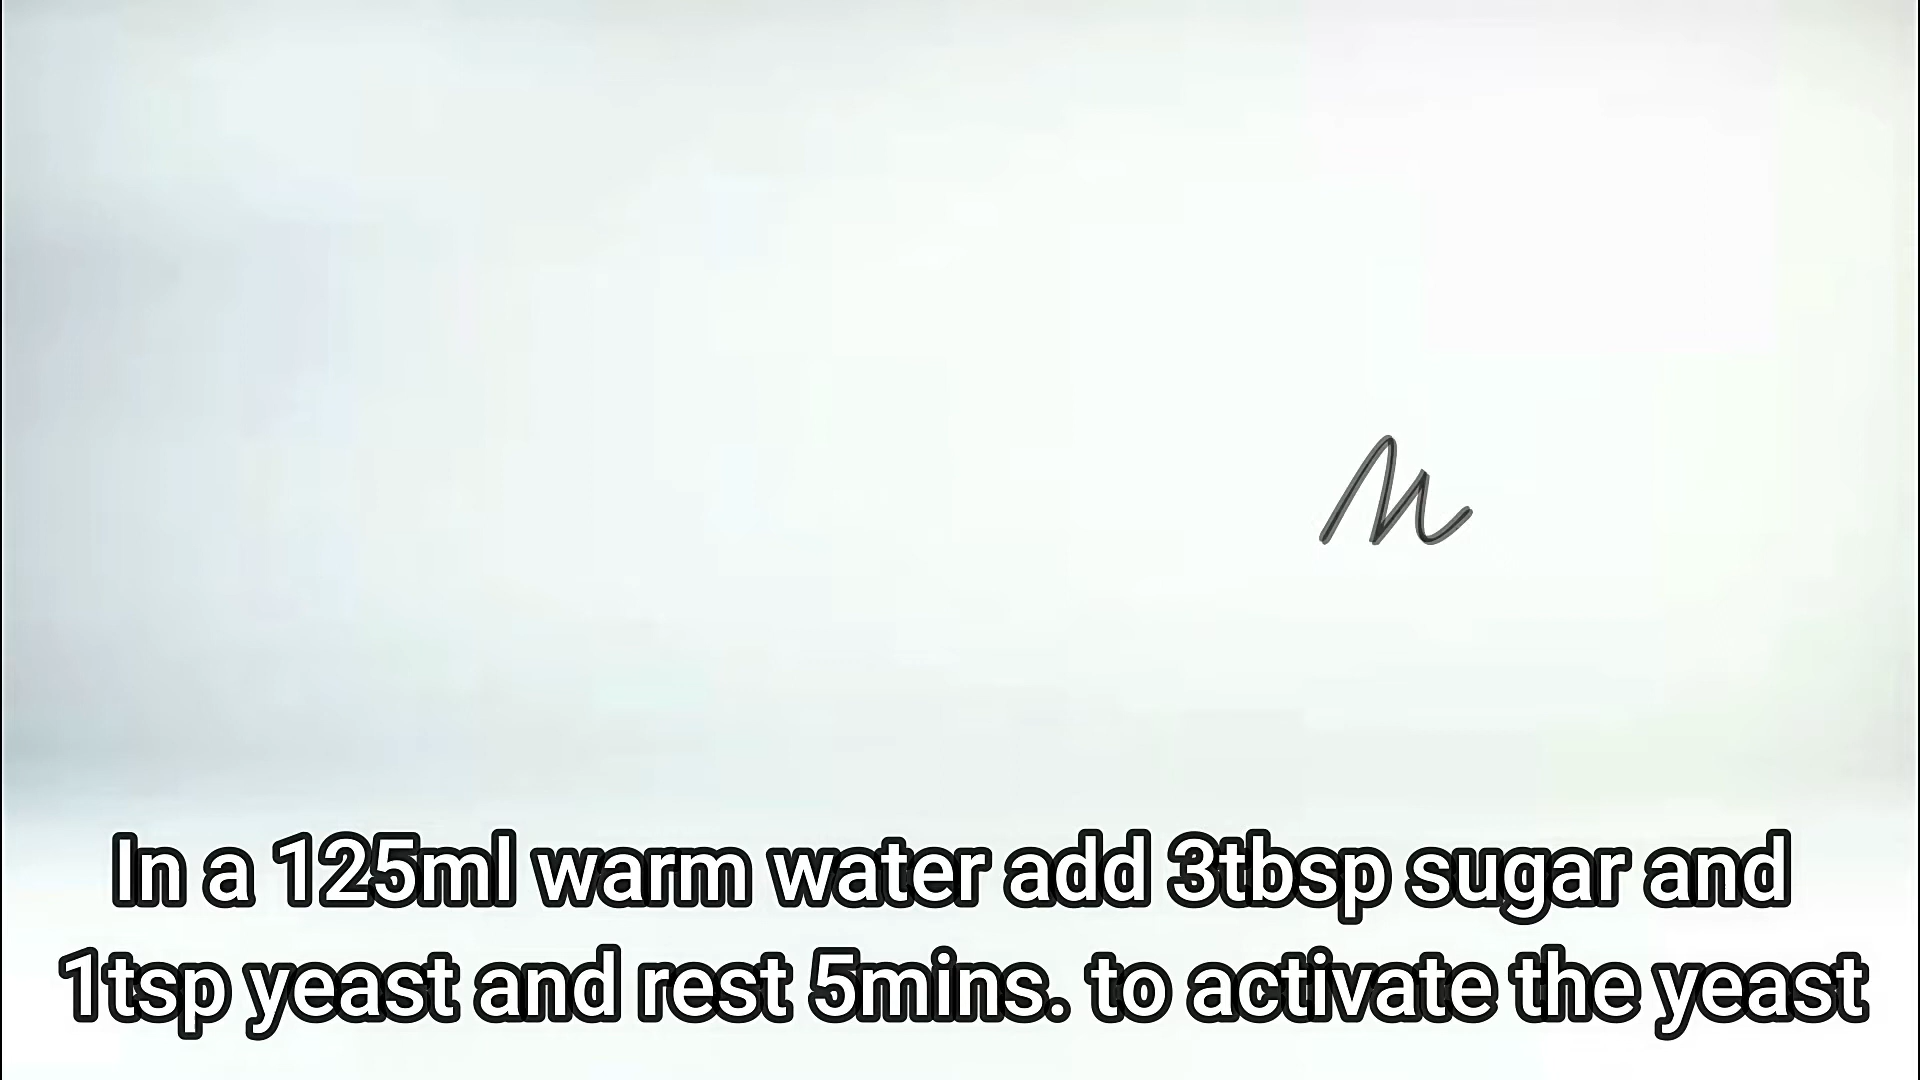 In a 125ml warm water add 3tbsp sugar and
1tsp yeast and rest 5mins. to activate the yeast